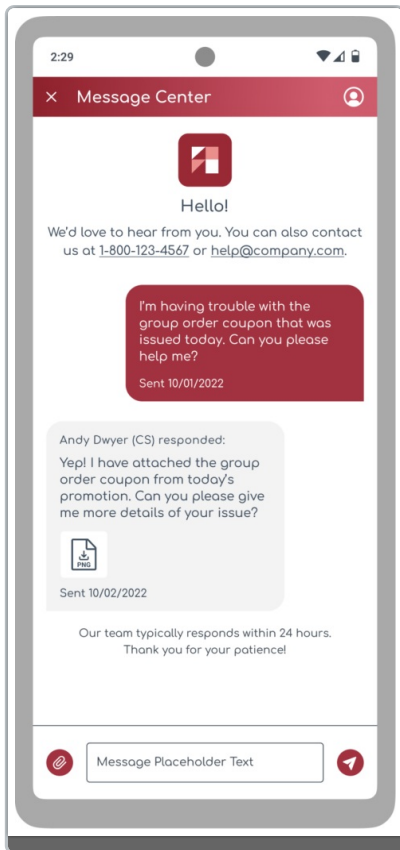 2:29
Message Center
Hello!
We'd love to hear from you. You can also contact
us at 1-800-123-4567 or help@company.com.
I'm having trouble with the
group order coupon that was
issued today. Can you please
help me?
Sent 10/01/2022
Andy Dwyer (CS) responded:
Yep! I have attached the group
order coupon from today's
promotion. Can you please give
me more details of your issue?
PNG
Sent 10/02/2022
Our team typically responds within 24 hours.
Thank you for your patience!
Message Placeholder Text